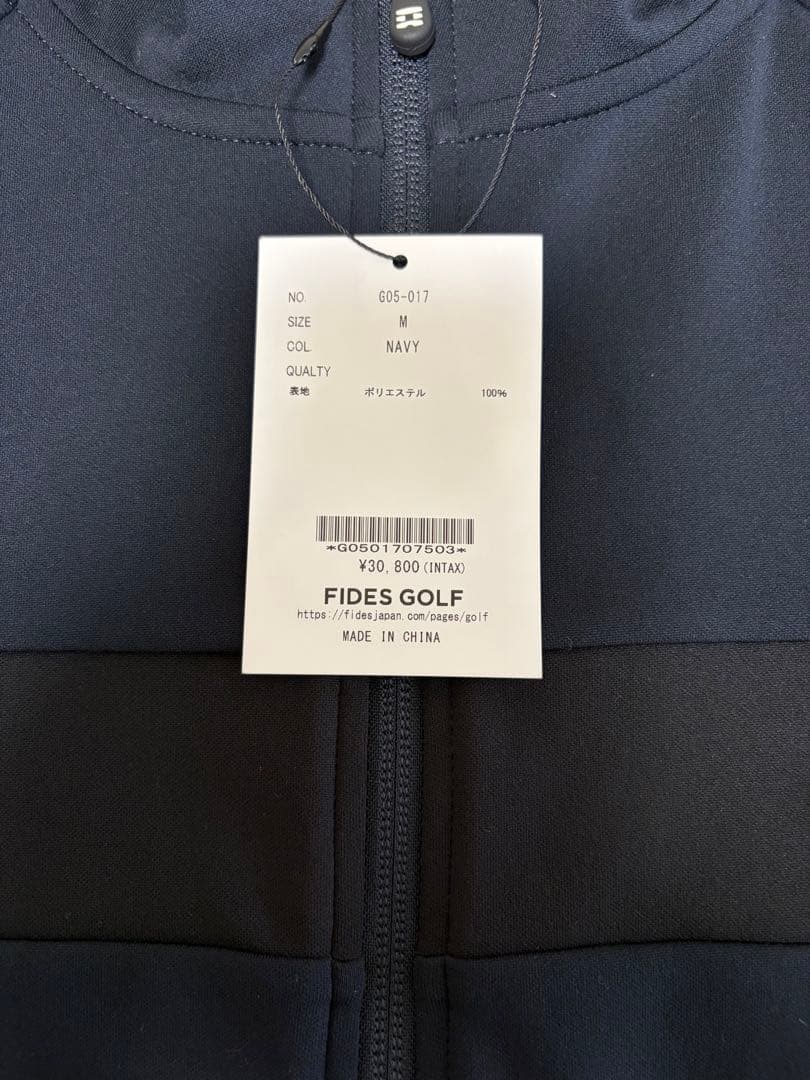 NO. G05-017
SIZE M
COL. NAVY
QUALTY
表地 ポリエステル 100%
*G0501707503*
¥30,800(INTAX)
FIDES GOLF
https://fidesjapan.com/pages/golf
MADE IN CHINA